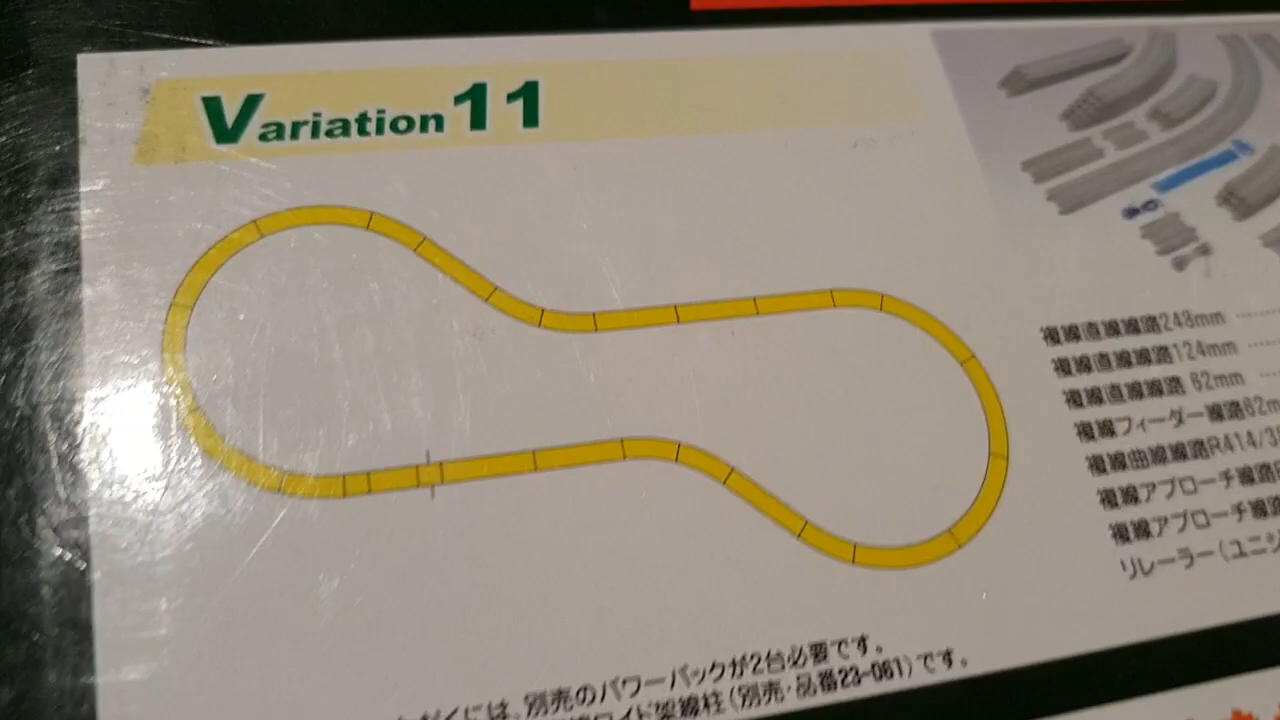 Variation 11
複線直線線路248mm
複線直線線路124mm
複線直線線路 62mm
複線フィーダー線路62m
複線曲線線路R414/3
複線アプローチ線路
複線アプローチ線路
リレーラー(ユニ
には、別売のパワーパックが2台必要です。
架線柱(別売・品番23-061)です。